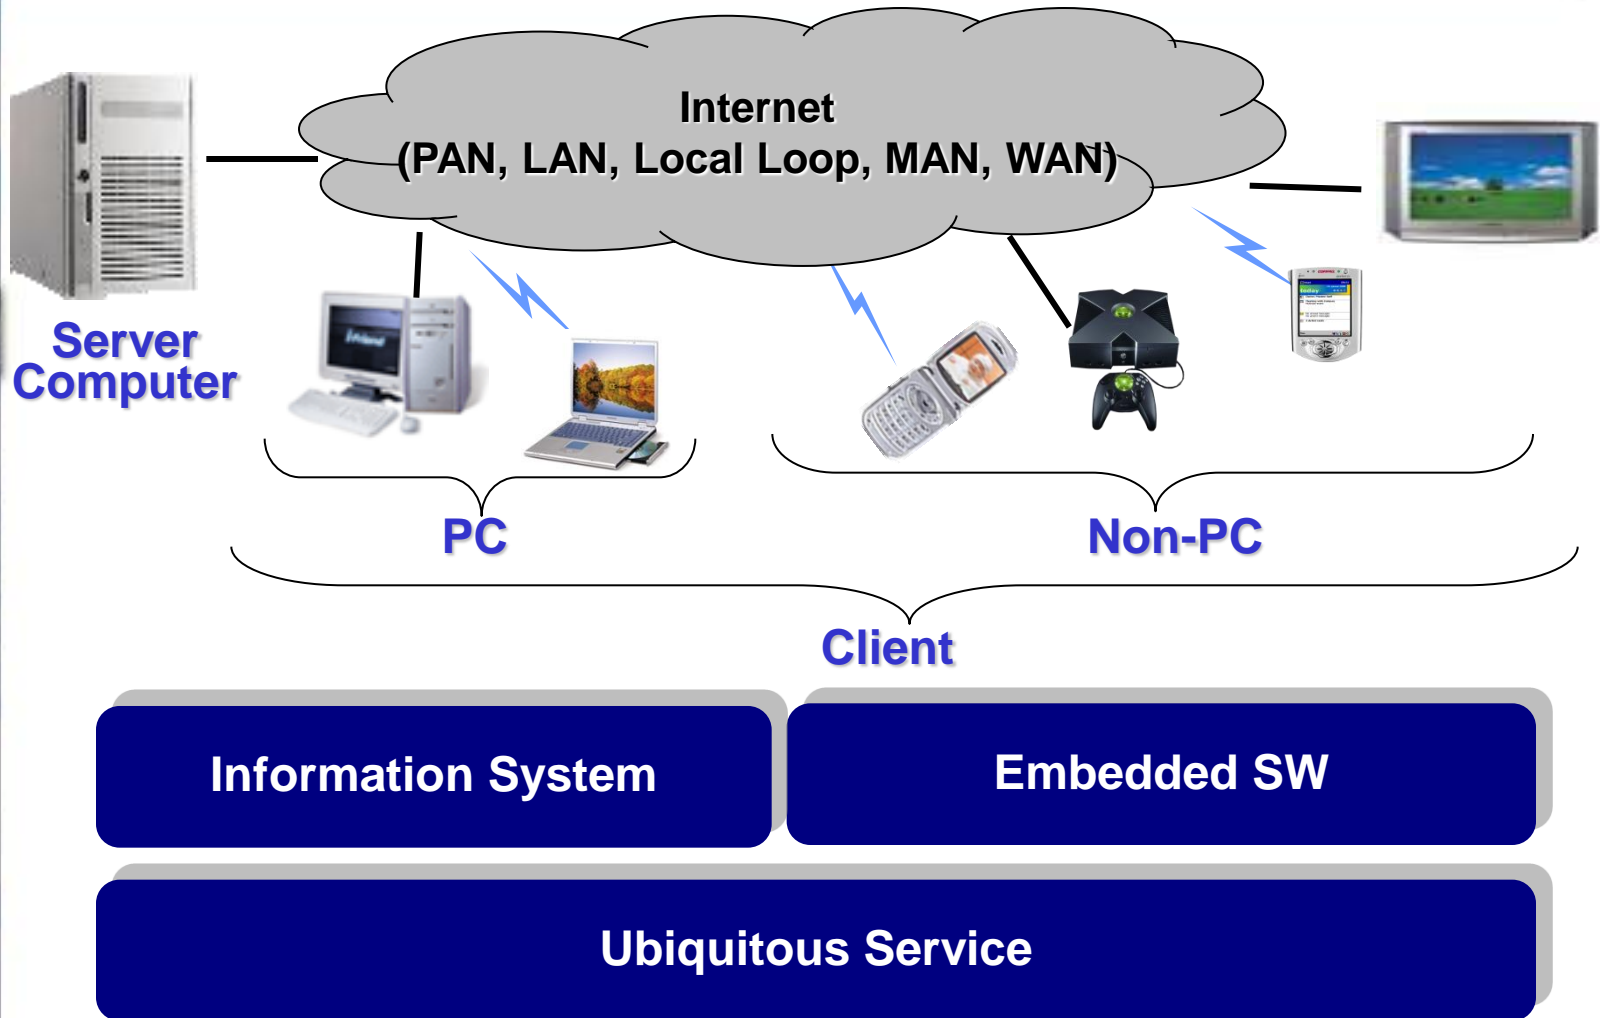 Internet
(PAN, LAN, Local Loop, MAN, WAN)
Server
Computer
PC
Non-PC
Client
Information System
Embedded SW
Ubiquitous Service